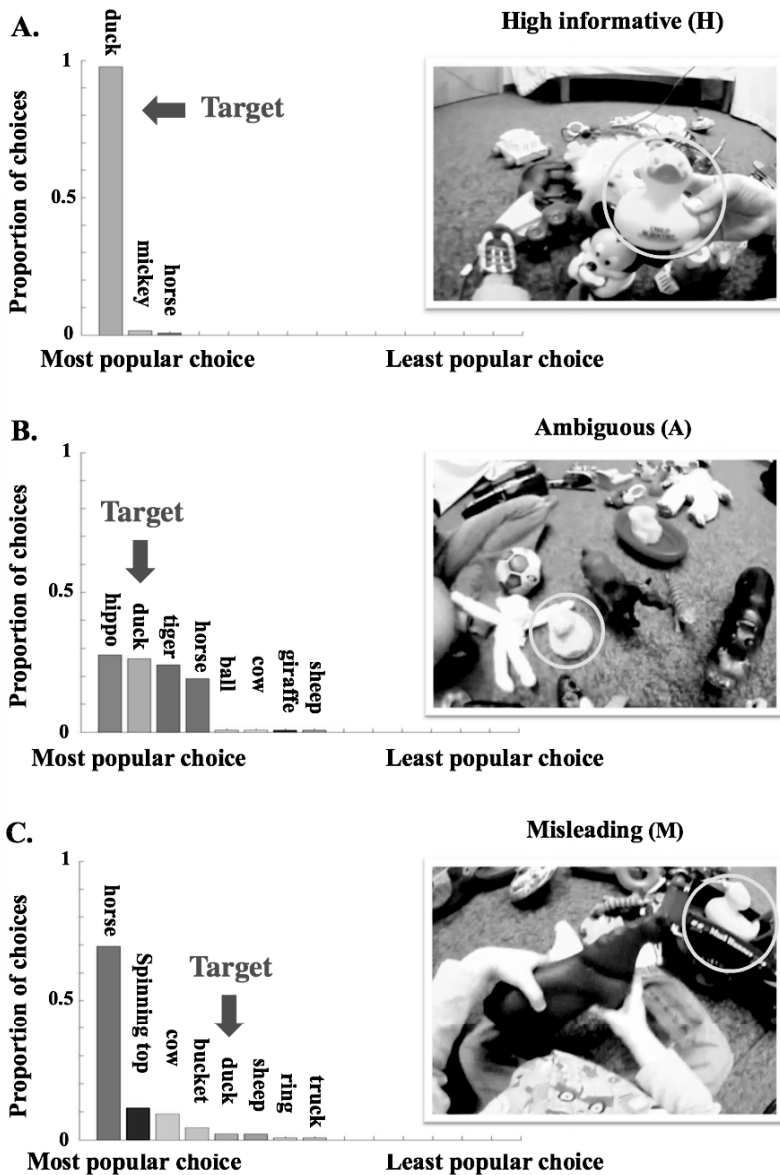 A.
High informative (H)
duck
Target
mickey
horse
Proportion of choices
1
0.5
0
Most popular choice
Least popular choice
B.
Ambiguous (A)
Target
hippo
duck
tiger
horse
ball
cow
giraffe
sheep
Proportion of choices
1
0.5
0
Most popular choice
Least popular choice
C.
Misleading (M)
horse
Spinning top
cow
bucket
Target
duck
sheep
ring
truck
Proportion of choices
1
0.5
0
Most popular choice
Least popular choice